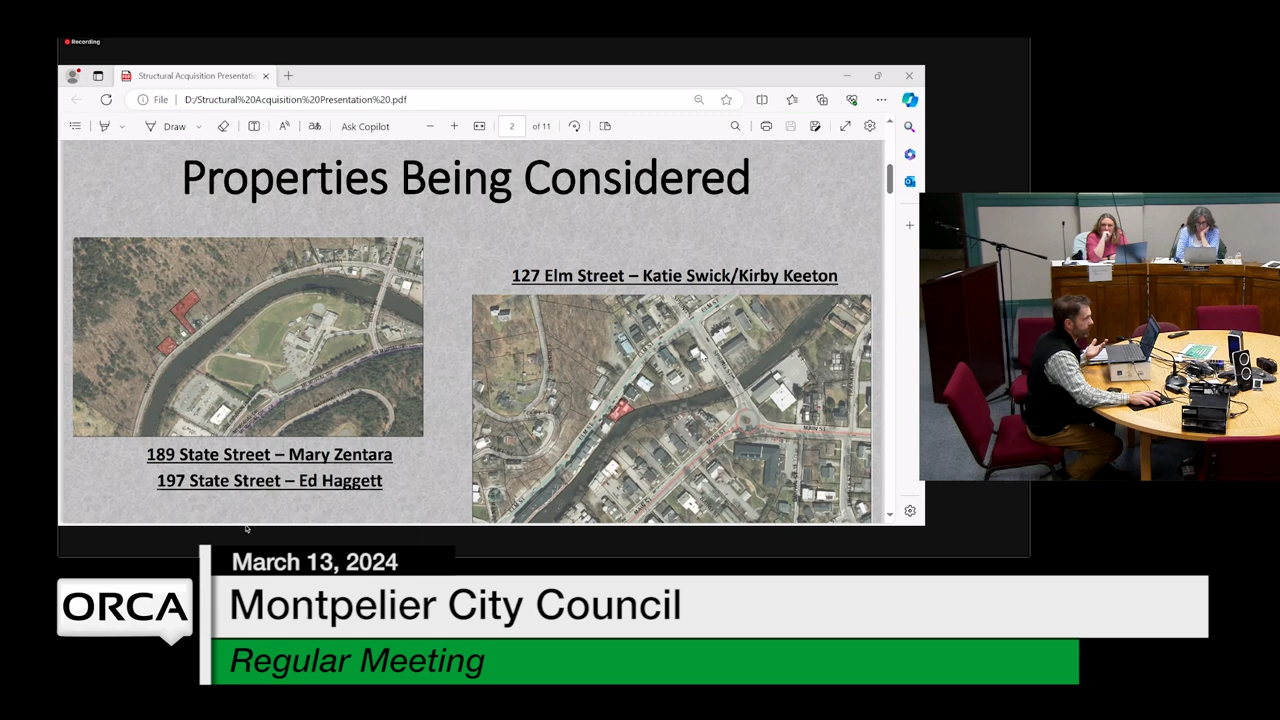 Recording
Structural Acquisition Presentatio
File
D:/Structural%20Acquisition%20Presentation%20.pdf
Draw
Ask Copilot
2
of 11
Properties Being Considered
127 Elm Street – Katie Swick/Kirby Keeton
189 State Street – Mary Zentara
197 State Street – Ed Haggett
MAIN ST
March 13, 2024
ORCA
Montpelier City Council
Regular Meeting